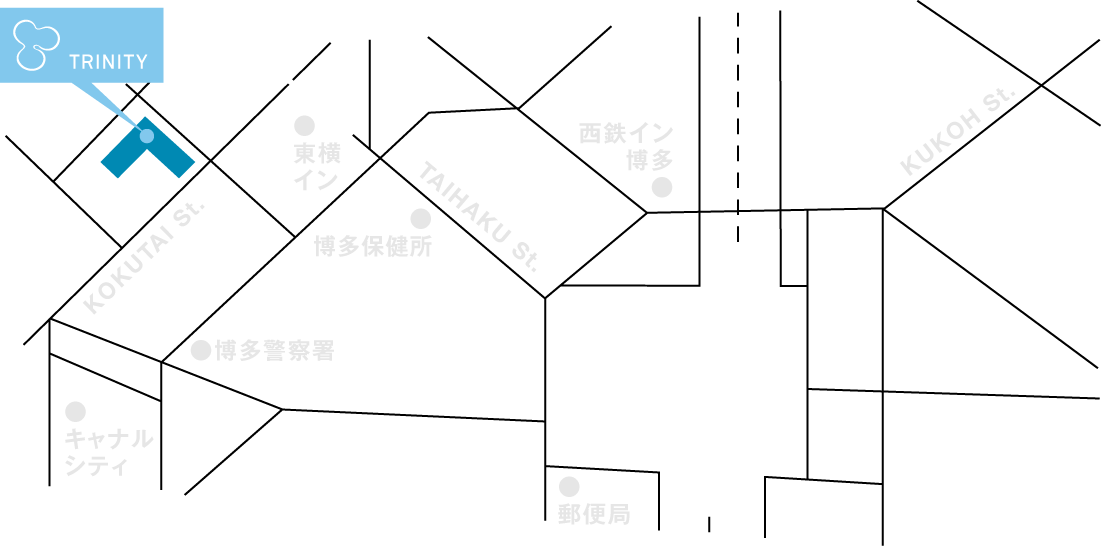 TRINITY
東横
イン
西鉄イン
博多
KUKOH St.
TAIHAKU St.
博多保健所
KOKUTAI St.
博多警察署
キャナル
シティ
郵便局